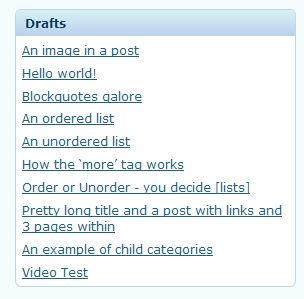 Drafts
An image in a post
Hello world!
Blockquotes galore
An ordered list
An unordered list
How the ‘more’ tag works
Order or Unorder - you decide [lists]
Pretty long title and a post with links and
3 pages within
An example of child categories
Video Test